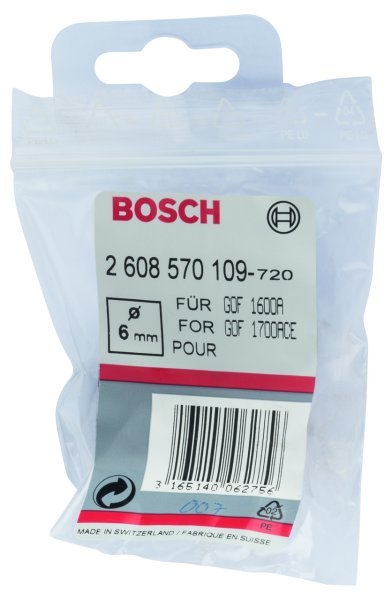 BOSCH
2 608 570 109-720
Ø
6 mm
FÜR GOF 1600A
FOR GOF 1700ACE
POUR
3 165140 062756
007
02
PE
MADE IN SWITZERLAND / FABRIQUE EN SUISSE